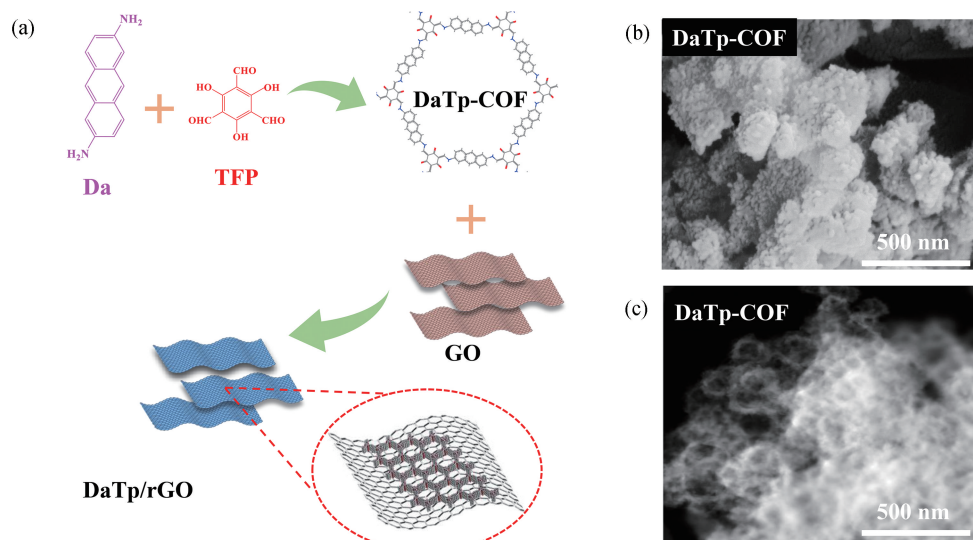 (a)
NH₂
H₂N
Da
+
CHO
HO
OH
OHC
CHO
OH
TFP
DaTp-COF
+
GO
DaTp/rGO
(b)
DaTp-COF
500 nm
(c)
DaTp-COF
500 nm